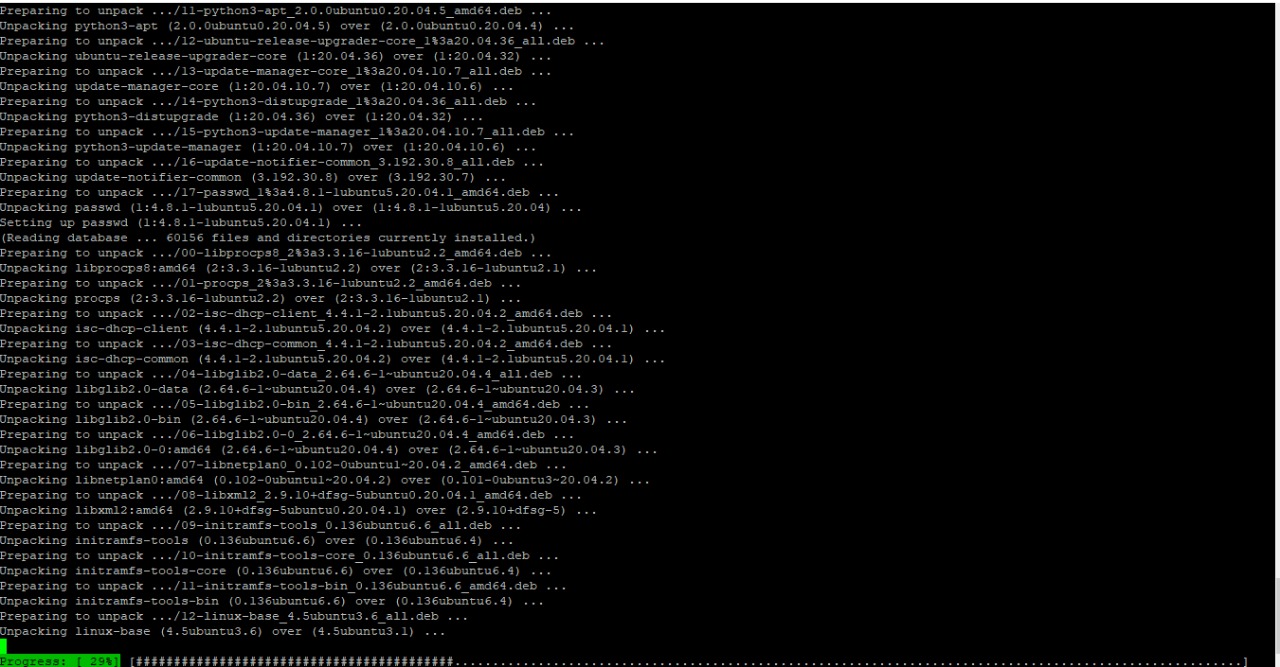 Preparing to unpack .../11-python3-apt_2.0.0ubuntu0.20.04.5_amd64.deb ...
Unpacking python3-apt (2.0.0ubuntu0.20.04.5) over (2.0.0ubuntu0.20.04.4) ...
Preparing to unpack .../12-ubuntu-release-upgrader-core_1%3a20.04.36_all.deb ...
Unpacking ubuntu-release-upgrader-core (1:20.04.36) over (1:20.04.32) ...
Preparing to unpack .../13-update-manager-core_1%3a20.04.10.7_all.deb ...
Unpacking update-manager-core (1:20.04.10.7) over (1:20.04.10.6) ...
Preparing to unpack .../14-python3-distupgrade_1%3a20.04.36_all.deb ...
Unpacking python3-distupgrade (1:20.04.36) over (1:20.04.32) ...
Preparing to unpack .../15-python3-update-manager_1%3a20.04.10.7_all.deb ...
Unpacking python3-update-manager (1:20.04.10.7) over (1:20.04.10.6) ...
Preparing to unpack .../16-update-notifier-common_3.192.30.8_all.deb ...
Unpacking update-notifier-common (3.192.30.8) over (3.192.30.7) ...
Preparing to unpack .../17-passwd_1%3a4.8.1-1ubuntu5.20.04.1_amd64.deb ...
Unpacking passwd (1:4.8.1-1ubuntu5.20.04.1) over (1:4.8.1-1ubuntu5.20.04) ...
Setting up passwd (1:4.8.1-1ubuntu5.20.04.1) ...
(Reading database ... 60156 files and directories currently installed.)
Preparing to unpack .../00-libprocps8_2%3a3.3.16-1ubuntu2.2_amd64.deb ...
Unpacking libprocps8:amd64 (2:3.3.16-1ubuntu2.2) over (2:3.3.16-1ubuntu2.1) ...
Preparing to unpack .../01-procps_2%3a3.3.16-1ubuntu2.2_amd64.deb ...
Unpacking procps (2:3.3.16-1ubuntu2.2) over (2:3.3.16-1ubuntu2.1) ...
Preparing to unpack .../02-isc-dhcp-client_4.4.1-2.1ubuntu5.20.04.2_amd64.deb ...
Unpacking isc-dhcp-client (4.4.1-2.1ubuntu5.20.04.2) over (4.4.1-2.1ubuntu5.20.04.1) ...
Preparing to unpack .../03-isc-dhcp-common_4.4.1-2.1ubuntu5.20.04.2_amd64.deb ...
Unpacking isc-dhcp-common (4.4.1-2.1ubuntu5.20.04.2) over (4.4.1-2.1ubuntu5.20.04.1) ...
Preparing to unpack .../04-libglib2.0-data_2.64.6-1~ubuntu20.04.4_all.deb ...
Unpacking libglib2.0-data (2.64.6-1~ubuntu20.04.4) over (2.64.6-1~ubuntu20.04.3) ...
Preparing to unpack .../05-libglib2.0-bin_2.64.6-1~ubuntu20.04.4_amd64.deb ...
Unpacking libglib2.0-bin (2.64.6-1~ubuntu20.04.4) over (2.64.6-1~ubuntu20.04.3) ...
Preparing to unpack .../06-libglib2.0-0_2.64.6-1~ubuntu20.04.4_amd64.deb ...
Unpacking libglib2.0-0:amd64 (2.64.6-1~ubuntu20.04.4) over (2.64.6-1~ubuntu20.04.3) ...
Preparing to unpack .../07-libnetplan0_0.102-0ubuntu1~20.04.2_amd64.deb ...
Unpacking libnetplan0:amd64 (0.102-0ubuntu1~20.04.2) over (0.101-0ubuntu3~20.04.2) ...
Preparing to unpack .../08-libxml2_2.9.10+dfsg-5ubuntu0.20.04.1_amd64.deb ...
Unpacking libxml2:amd64 (2.9.10+dfsg-5ubuntu0.20.04.1) over (2.9.10+dfsg-5) ...
Preparing to unpack .../09-initramfs-tools_0.136ubuntu6.6_all.deb ...
Unpacking initramfs-tools (0.136ubuntu6.6) over (0.136ubuntu6.4) ...
Preparing to unpack .../10-initramfs-tools-core_0.136ubuntu6.6_all.deb ...
Unpacking initramfs-tools-core (0.136ubuntu6.6) over (0.136ubuntu6.4) ...
Preparing to unpack .../11-initramfs-tools-bin_0.136ubuntu6.6_amd64.deb ...
Unpacking initramfs-tools-bin (0.136ubuntu6.6) over (0.136ubuntu6.4) ...
Preparing to unpack .../12-linux-base_4.5ubuntu3.6_all.deb ...
Unpacking linux-base (4.5ubuntu3.6) over (4.5ubuntu3.1) ...
Progress: [ 29%] [##########################################.........................................................................................................]